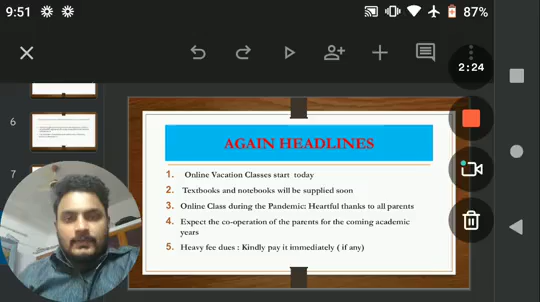 9:51
87%
2:24
6
7
AGAIN HEADLINES
1. Online Vacation Classes start today
2. Textbooks and notebooks will be supplied soon
3. Online Class during the Pandemic: Heartful thanks to all parents
4. Expect the co-operation of the parents for the coming academic
years
5. Heavy fee dues : Kindly pay it immediately ( if any)